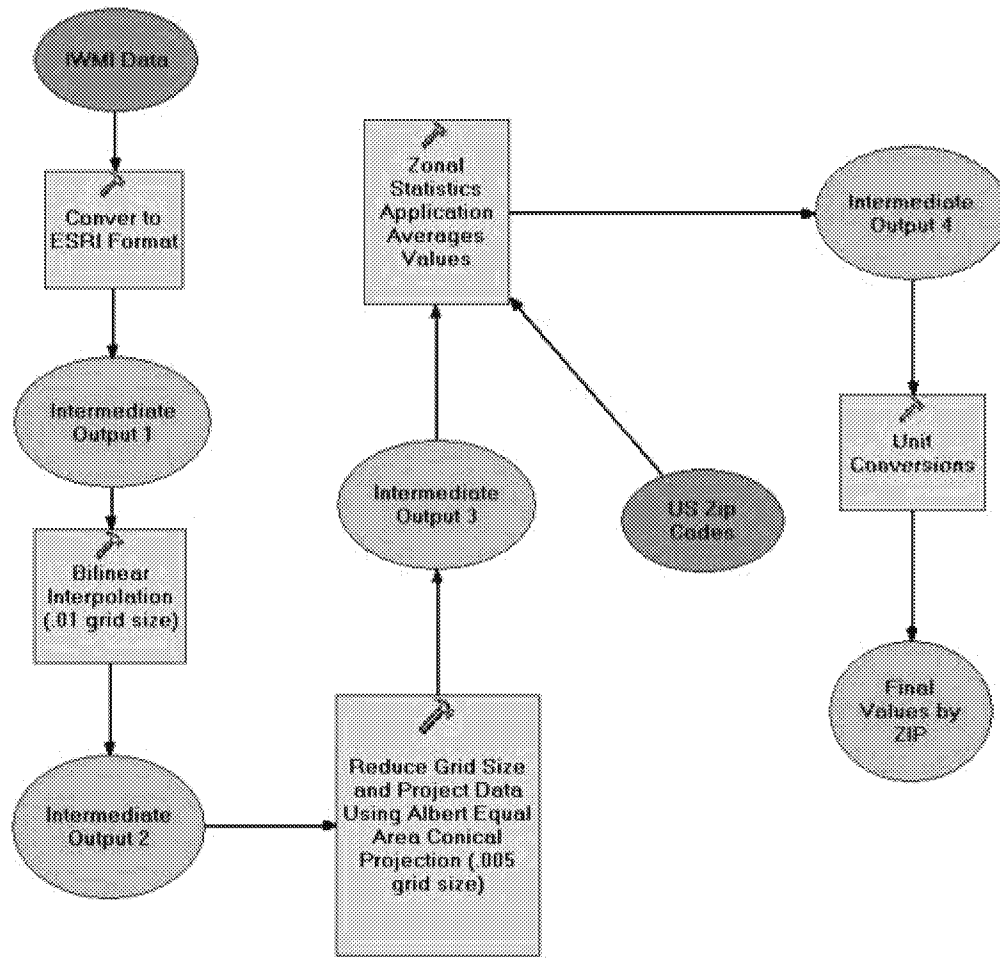 IWMI Data
Conver to
ESRI Format
Intermediate
Output 1
Bilinear
Interpolation
(.01 grid size)
Intermediate
Output 2
Reduce Grid Size
and Project Data
Using Albert Equal
Area Conical
Projection (.005
grid size)
Intermediate
Output 3
US Zip
Codes
Zonal
Statistics
Application
Averages
Values
Intermediate
Output 4
Unit
Conversions
Final
Values by
ZIP